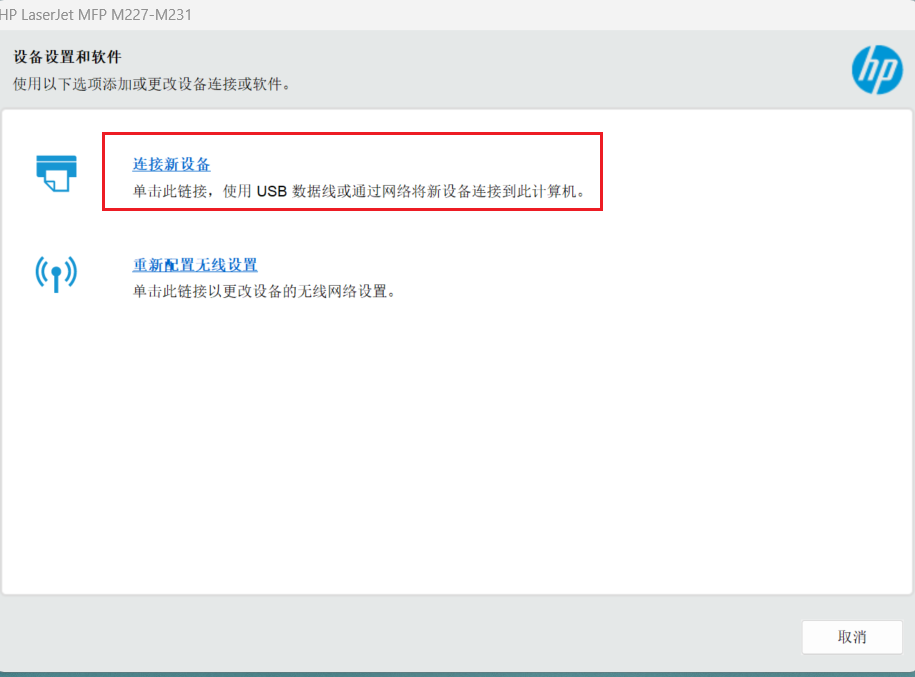 HP LaserJet MFP M227-M231
设备设置和软件
使用以下选项添加或更改设备连接或软件。
hp
连接新设备
单击此链接，使用 USB 数据线或通过网络将新设备连接到此计算机。
重新配置无线设置
单击此链接以更改设备的无线网络设置。
取消